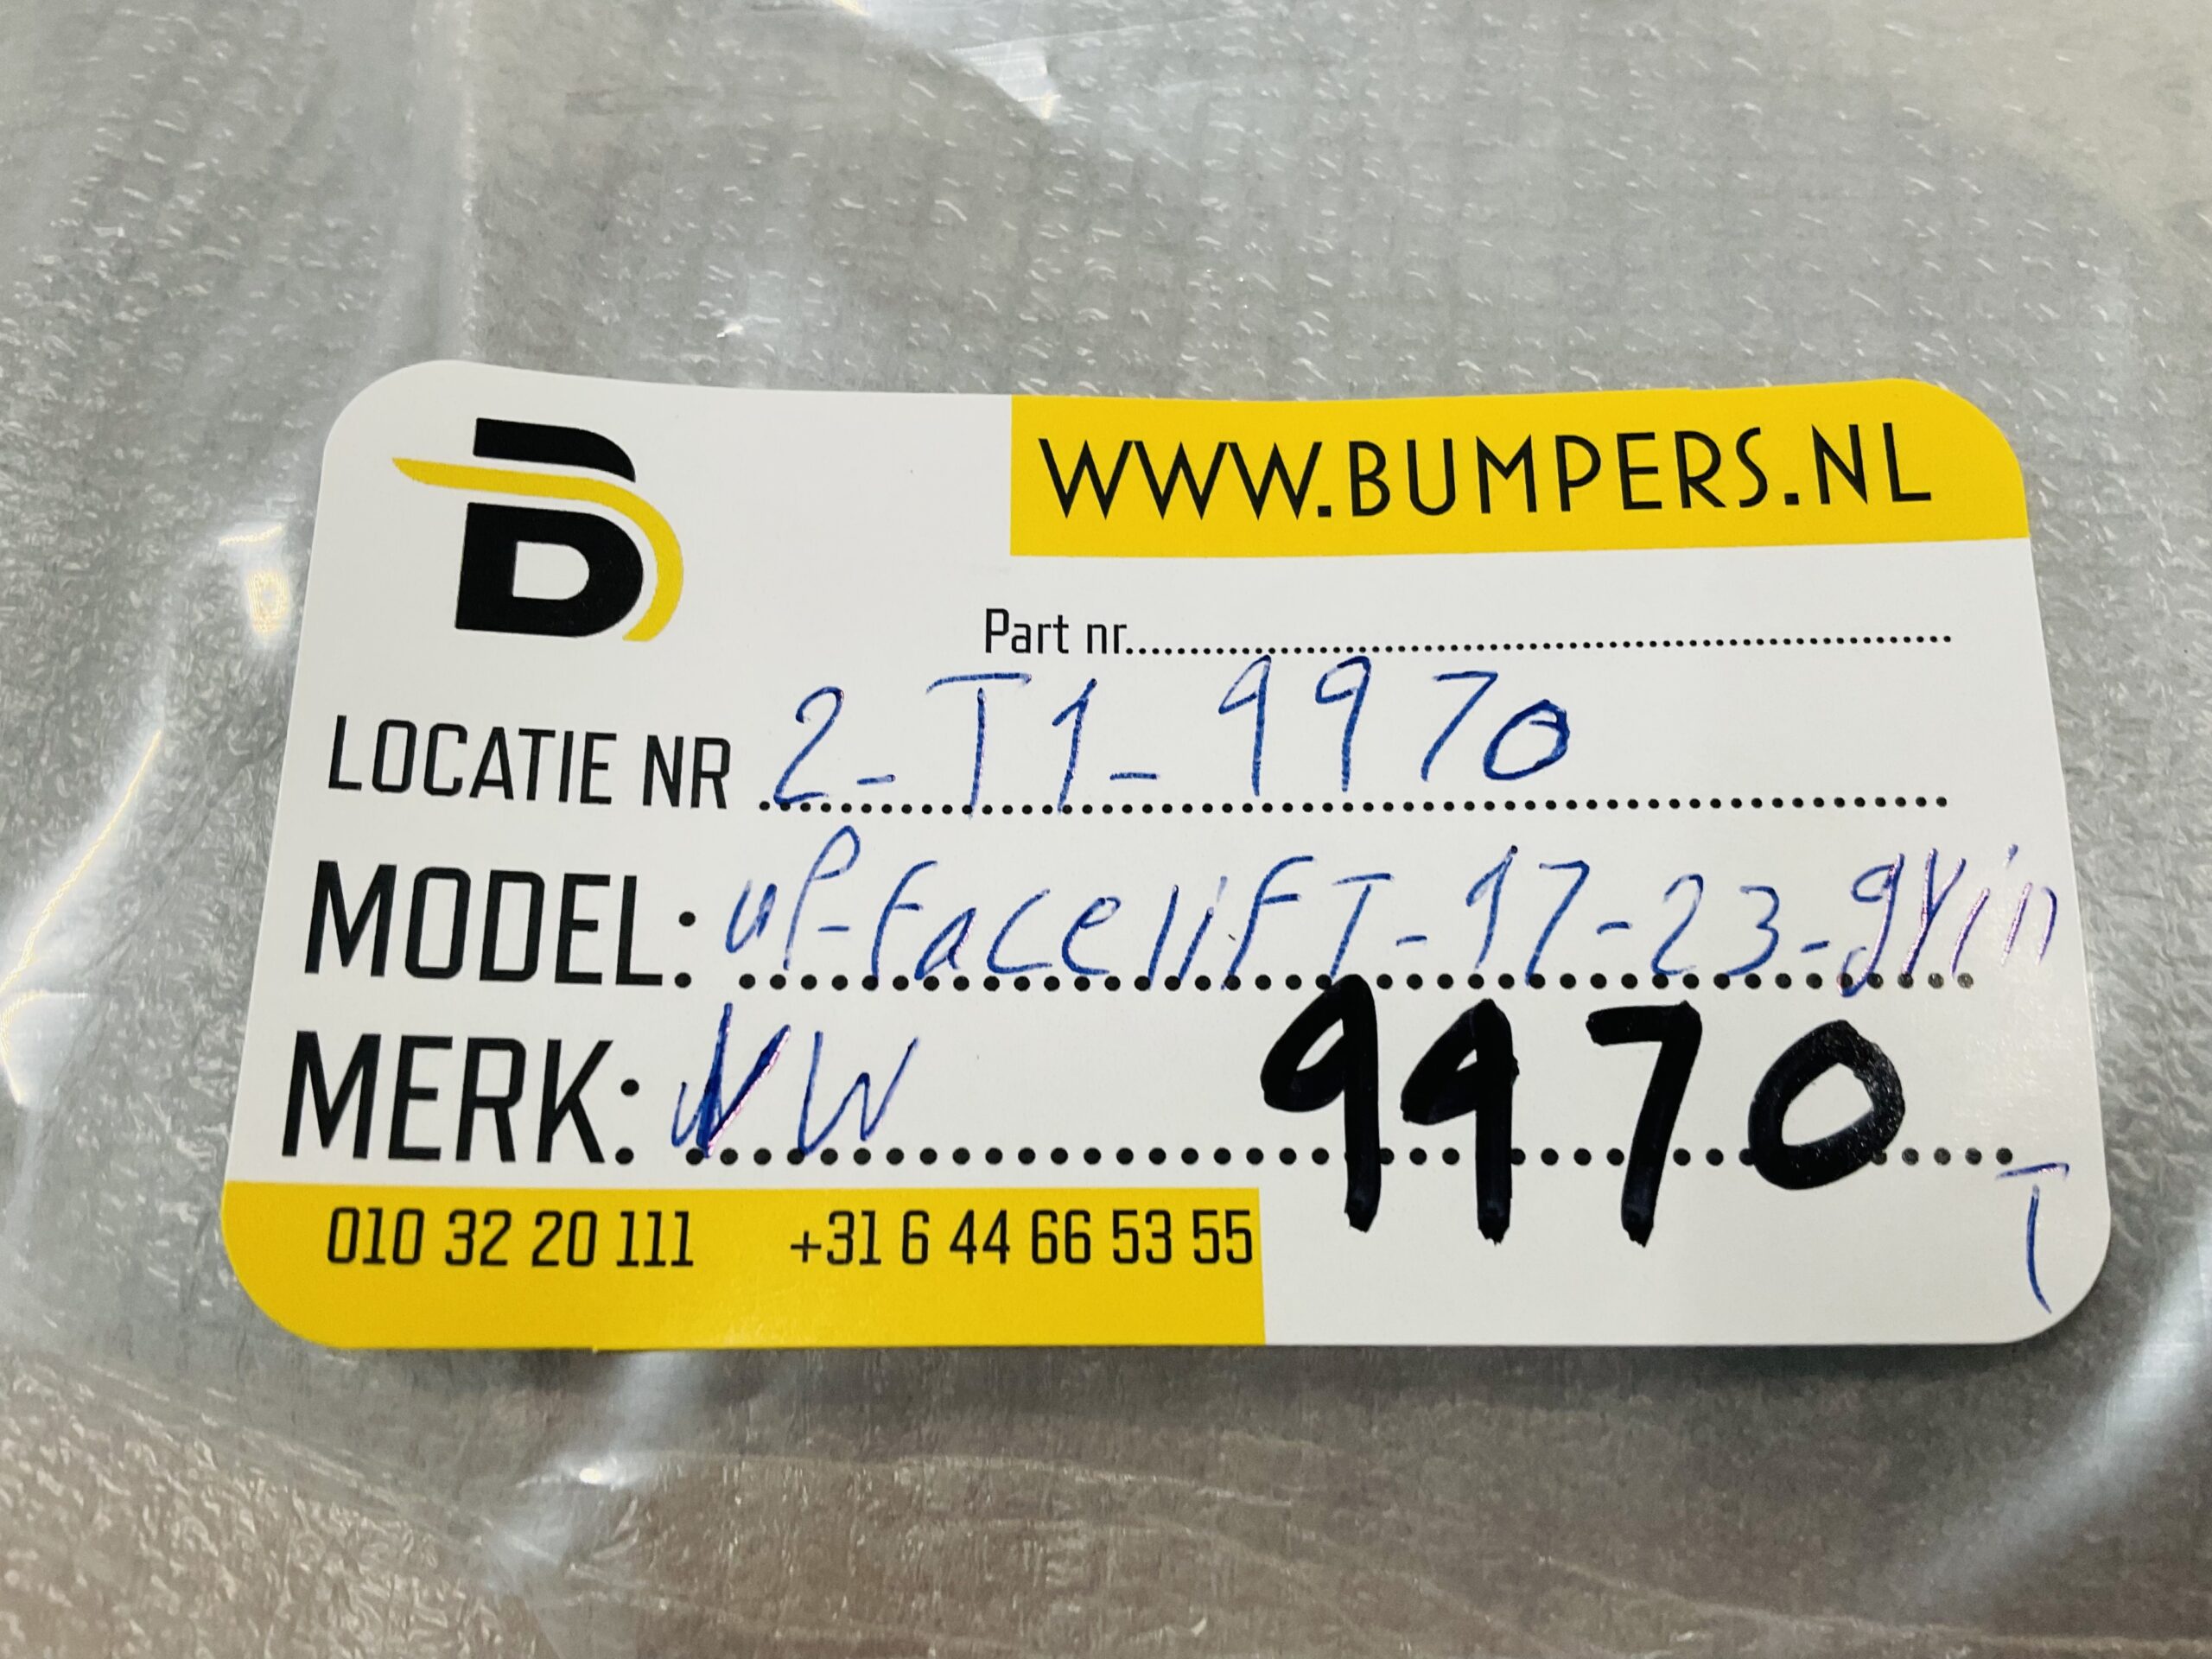 B
WWW.BUMPERS.NL
Part nr..........
LOCATIE NR 2-T1-9970
MODEL: uP-facelifT-17-23-grin
MERK: VW 9970
T
010 32 20 111 +31 6 44 66 53 55